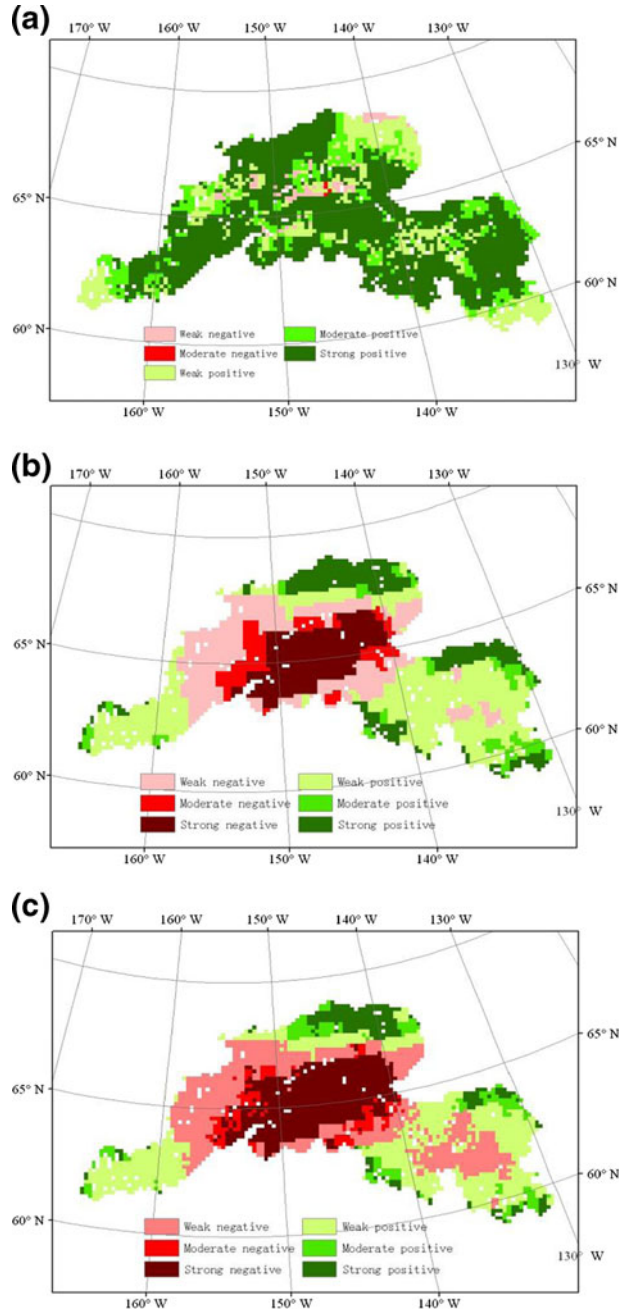 (a)
170° W 160° W 150° W 140° W 130° W
65° N 65° N
60° N 60° N
Weak negative Moderate positive
Moderate negative Strong positive
Weak positive
130° W
160° W 150° W 140° W
(b)
170° W 160° W 150° W 140° W 130° W
65° N 65° N
60° N 60° N
Weak negative Weak positive
Moderate negative Moderate positive
Strong negative Strong positive
130° W
160° W 150° W 140° W
(c)
170° W 160° W 150° W 140° W 130° W
65° N 65° N
60° N 60° N
Weak negative Weak positive
Moderate negative Moderate positive
Strong negative Strong positive
130° W
160° W 150° W 140° W